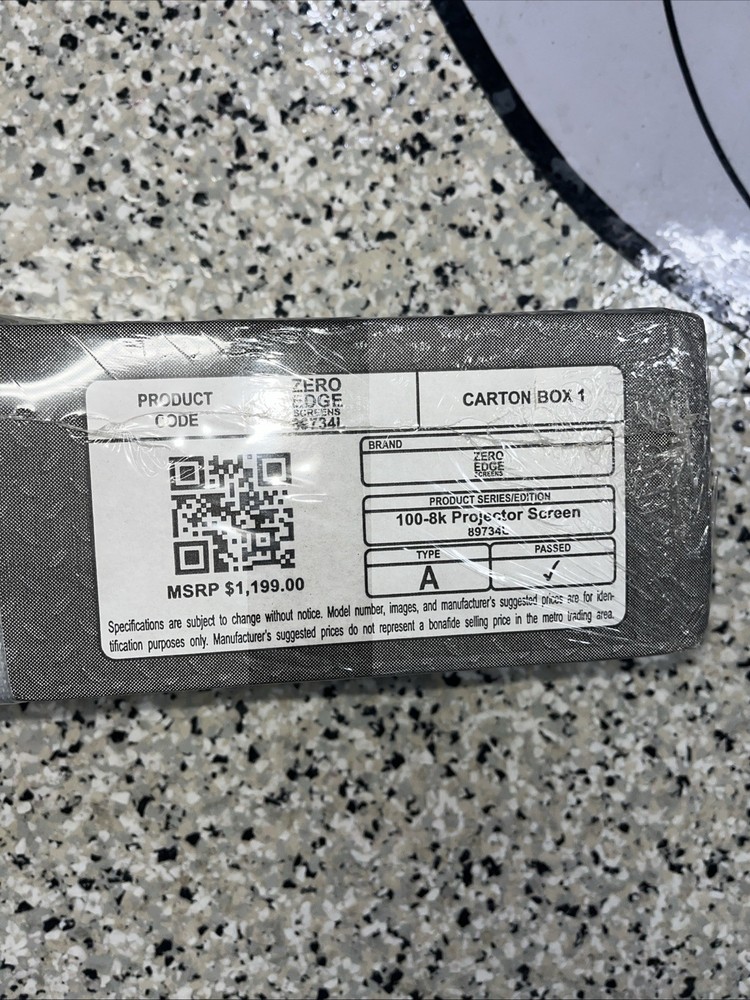 PRODUCT CODE
ZERO
EDGE
SCREENS
89734L
CARTON BOX 1
BRAND
ZERO
EDGE
SCREENS
PRODUCT SERIES/EDITION
100-8k Projector Screen
89734L
TYPE
PASSED
A
✓
MSRP $1,199.00
Specifications are subject to change without notice. Model number, images, and manufacturer's suggested prices are for iden-
tification purposes only. Manufacturer's suggested prices do not represent a bonafide selling price in the metro trading area.